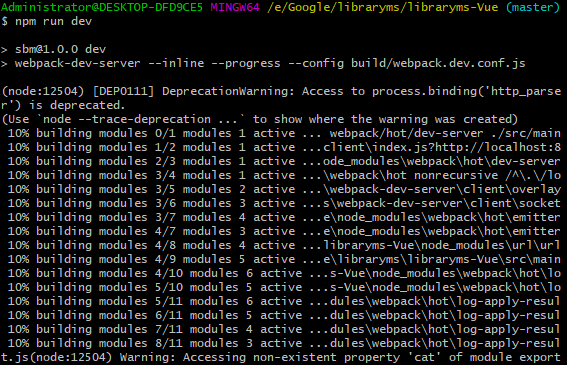 Administrator@DESKTOP-DFD9CE5 MINGW64 /e/Google/libraryms/libraryms-Vue (master)
$ npm run dev
> sbm@1.0.0 dev
> webpack-dev-server --inline --progress --config build/webpack.dev.conf.js
(node:12504) [DEP0111] DeprecationWarning: Access to process.binding('http_parse
r') is deprecated.
(Use `node --trace-deprecation ...` to show where the warning was created)
10% building modules 0/1 modules 1 active ... webpack/hot/dev-server ./src/main
10% building modules 1/2 modules 1 active ...client\index.js?http://localhost:8
10% building modules 2/3 modules 1 active ...ode_modules\webpack\hot\dev-server
10% building modules 3/4 modules 1 active ...\webpack\hot nonrecursive /^\.\/lo
10% building modules 3/5 modules 2 active ...\webpack-dev-server\client\overlay
10% building modules 3/6 modules 3 active ...s\webpack-dev-server\client\socket
10% building modules 3/7 modules 4 active ...e\node_modules\webpack\hot\emitter
10% building modules 4/7 modules 3 active ...e\node_modules\webpack\hot\emitter
10% building modules 4/8 modules 4 active ...libraryms-Vue\node_modules\url\url
10% building modules 4/9 modules 5 active ...e\libraryms\libraryms-Vue\src\main
10% building modules 4/10 modules 6 active ...s-Vue\node_modules\webpack\hot\lo
10% building modules 5/10 modules 5 active ...s-Vue\node_modules\webpack\hot\lo
10% building modules 5/11 modules 6 active ...dules\webpack\hot\log-apply-resul
10% building modules 6/11 modules 5 active ...dules\webpack\hot\log-apply-resul
10% building modules 7/11 modules 4 active ...dules\webpack\hot\log-apply-resul
10% building modules 8/11 modules 3 active ...dules\webpack\hot\log-apply-resul
t.js(node:12504) Warning: Accessing non-existent property 'cat' of module export